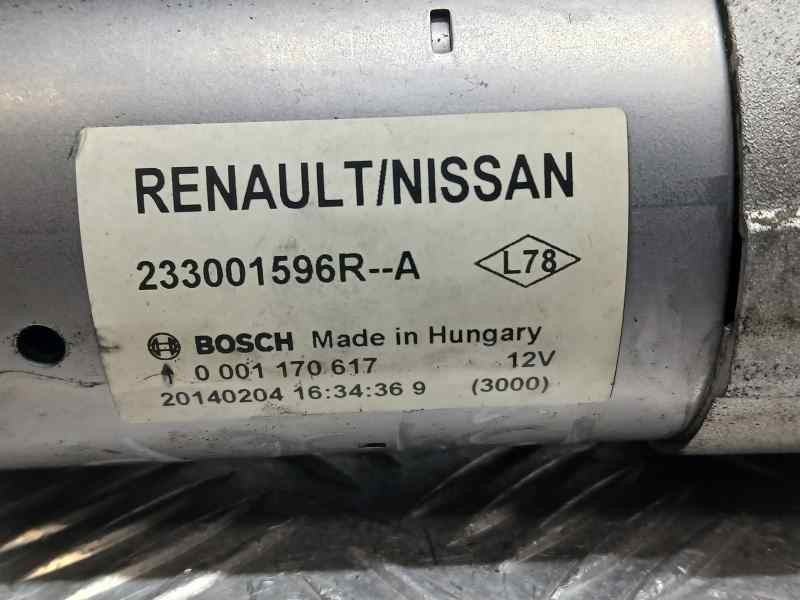 RENAULT/NISSAN
233001596R--A
L78
BOSCH Made in Hungary
0 001 170 617 12V
20140204 16:34:36 9 (3000)